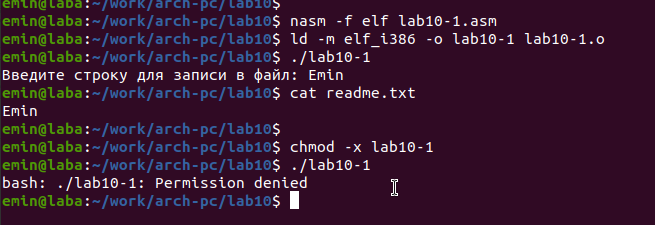 emin@laba:~/work/arch-pc/lab10$
emin@laba:~/work/arch-pc/lab10$ nasm -f elf lab10-1.asm
emin@laba:~/work/arch-pc/lab10$ ld -m elf_i386 -o lab10-1 lab10-1.o
emin@laba:~/work/arch-pc/lab10$ ./lab10-1
Введите строку для записи в файл: Emin
emin@laba:~/work/arch-pc/lab10$ cat readme.txt
Emin
emin@laba:~/work/arch-pc/lab10$
emin@laba:~/work/arch-pc/lab10$ chmod -x lab10-1
emin@laba:~/work/arch-pc/lab10$ ./lab10-1
bash: ./lab10-1: Permission denied
emin@laba:~/work/arch-pc/lab10$